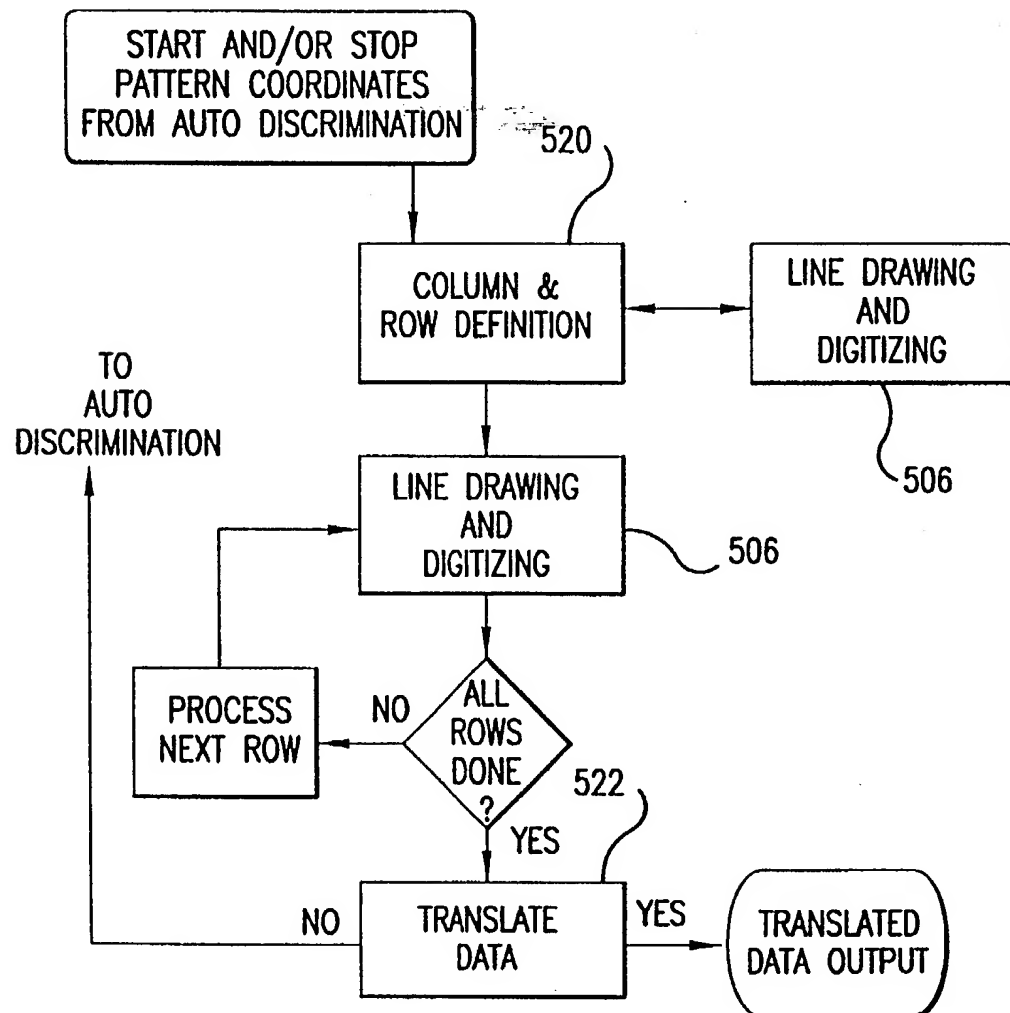 START AND/OR STOP
PATTERN COORDINATES
FROM AUTO DISCRIMINATION
520
COLUMN &
ROW DEFINITION
LINE DRAWING
AND
DIGITIZING
506
TO
AUTO
DISCRIMINATION
LINE DRAWING
AND
DIGITIZING
506
PROCESS
NEXT ROW
NO
ALL
ROWS
DONE
?
522
YES
NO
TRANSLATE
DATA
YES
TRANSLATED
DATA OUTPUT